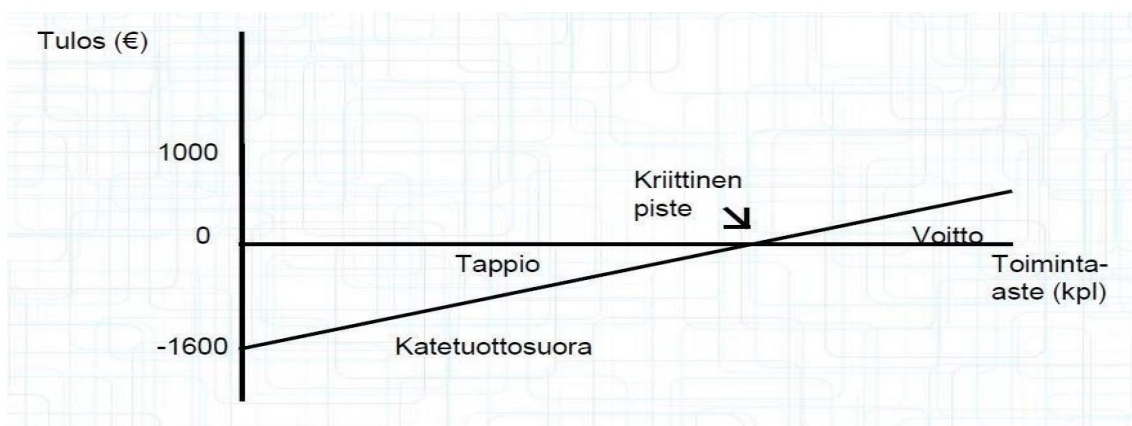 Tulos (€)
1000
Kriittinen
piste
0
Voitto
Tappio
Toiminta-
aste (kpl)
-1600
Katetuottosuora